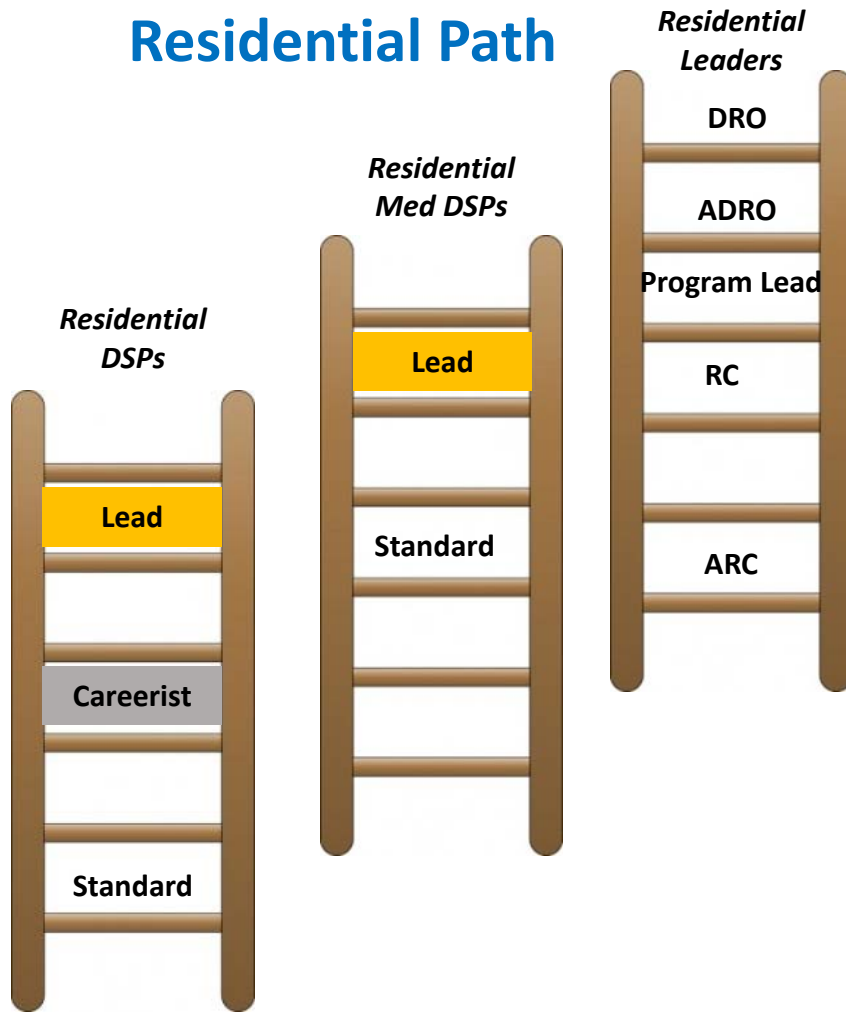 Residential Path
Residential
DSPs
Lead
Careerist
Standard
Residential
Med DSPs
Lead
Standard
Residential
Leaders
DRO
ADRO
Program Lead
RC
ARC